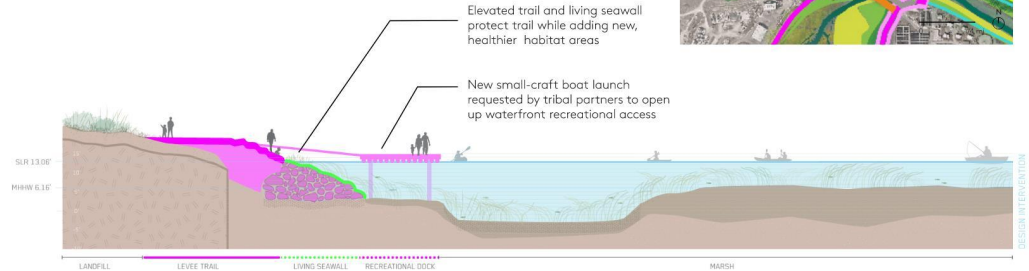 Elevated trail and living seawall
protect trail while adding new,
healthier habitat areas
N
New small-craft boat launch
requested by tribal partners to open
up waterfront recreational access
SLR 13.06'
MHHW 6.16'
DESIGN INTERVENTION
LANDFILL
LEVEE TRAIL
LIVING SEAWALL
RECREATIONAL DOCK
MARSH